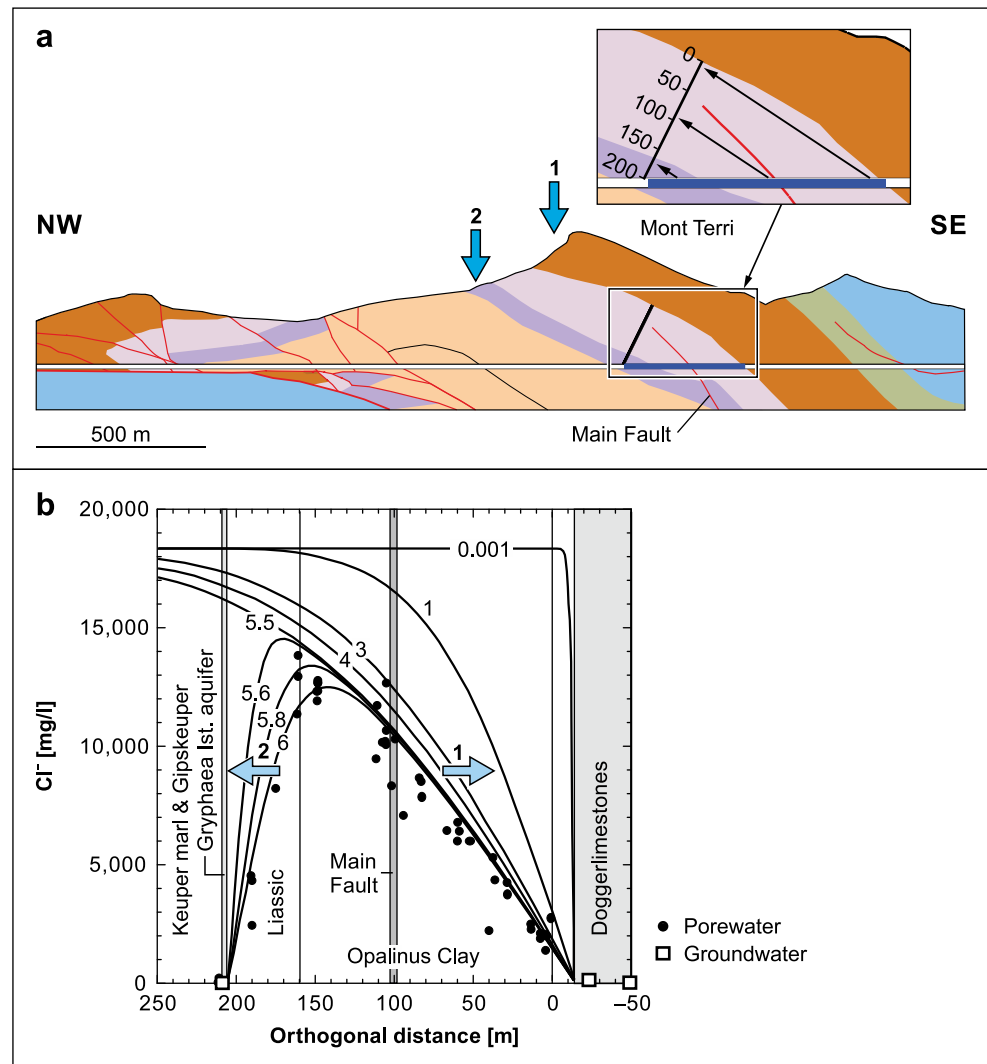 a
0
50
100
150
200
1
2
NW
Mont Terri
SE
Main Fault
500 m
b
20,000
15,000
10,000
5,000
0
Cl⁻ [mg/l]
0.001
1
3
4
5.5
5.6
5.8
6
2
1
Keuper marl & Gipskeuper
Gryphaea lst. aquifer
Liassic
Main
Fault
Opalinus Clay
Doggerlimestones
Porewater
Groundwater
250
200
150
100
50
0
–50
Orthogonal distance [m]